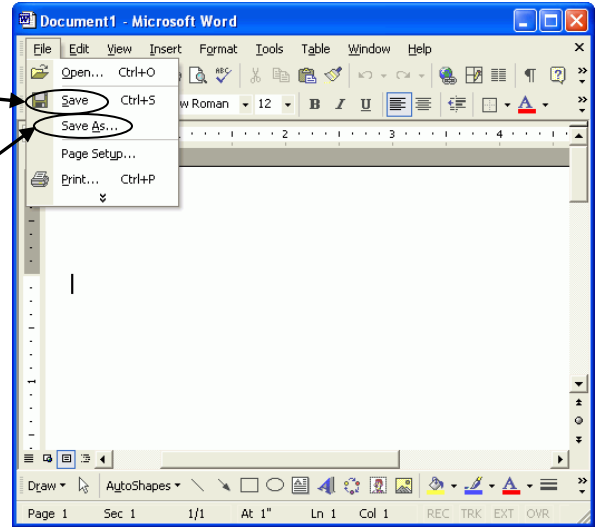 Document1 - Microsoft Word
File Edit View Insert Format Tools Table Window Help
Open... Ctrl+O
ABC
¶
Save Ctrl+S
w Roman 12 B I U A
Save As...
2 3 4
Page Setup...
Print... Ctrl+P
1
Draw AutoShapes A A
Page 1 Sec 1 1/1 At 1" Ln 1 Col 1 REC TRK EXT OVR